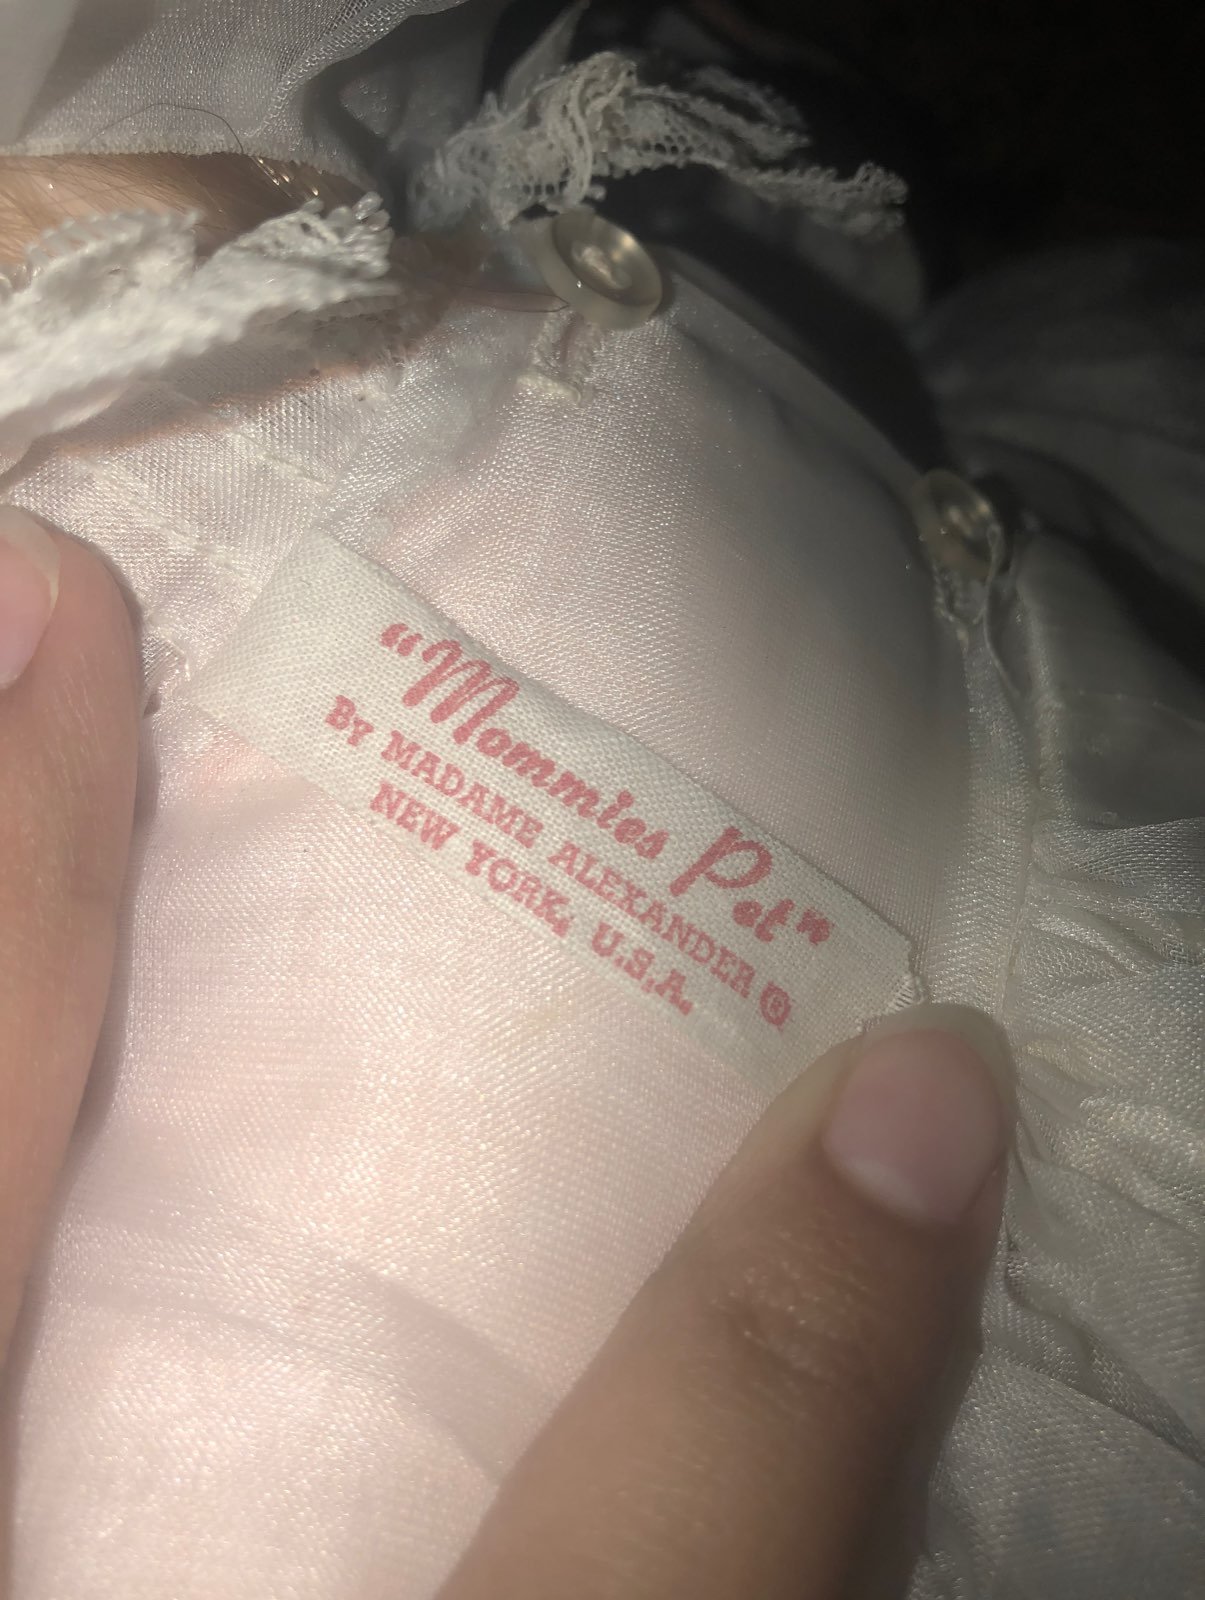 “Mommies Pet”
By MADAME ALEXANDER ®
NEW YORK, U.S.A.